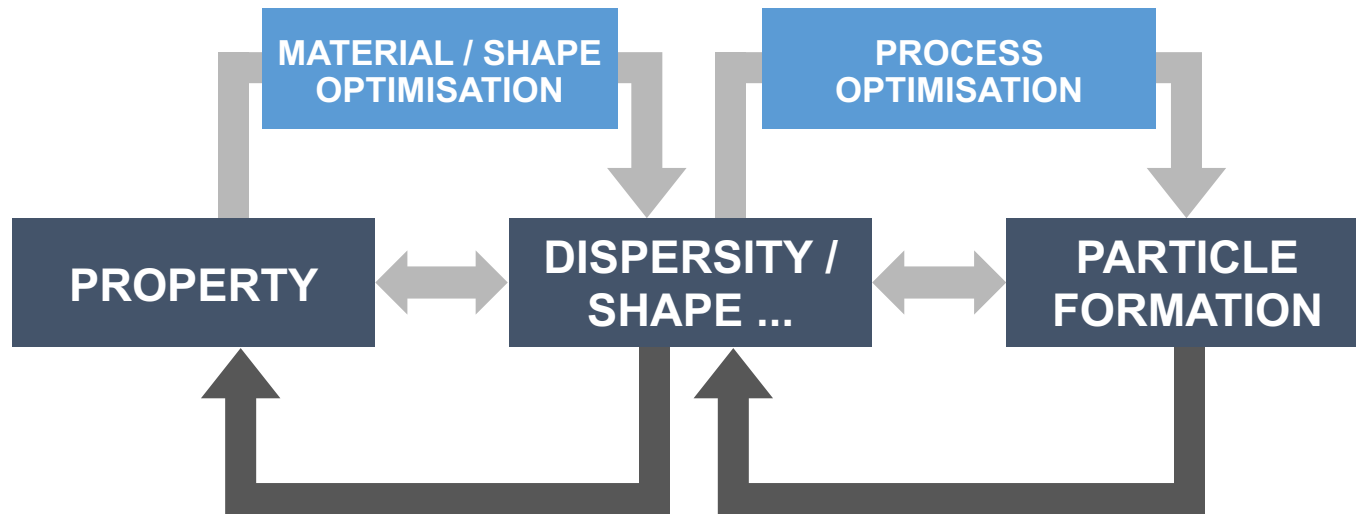 MATERIAL / SHAPE
OPTIMISATION
PROCESS
OPTIMISATION
PROPERTY
DISPERSITY /
SHAPE ...
PARTICLE
FORMATION